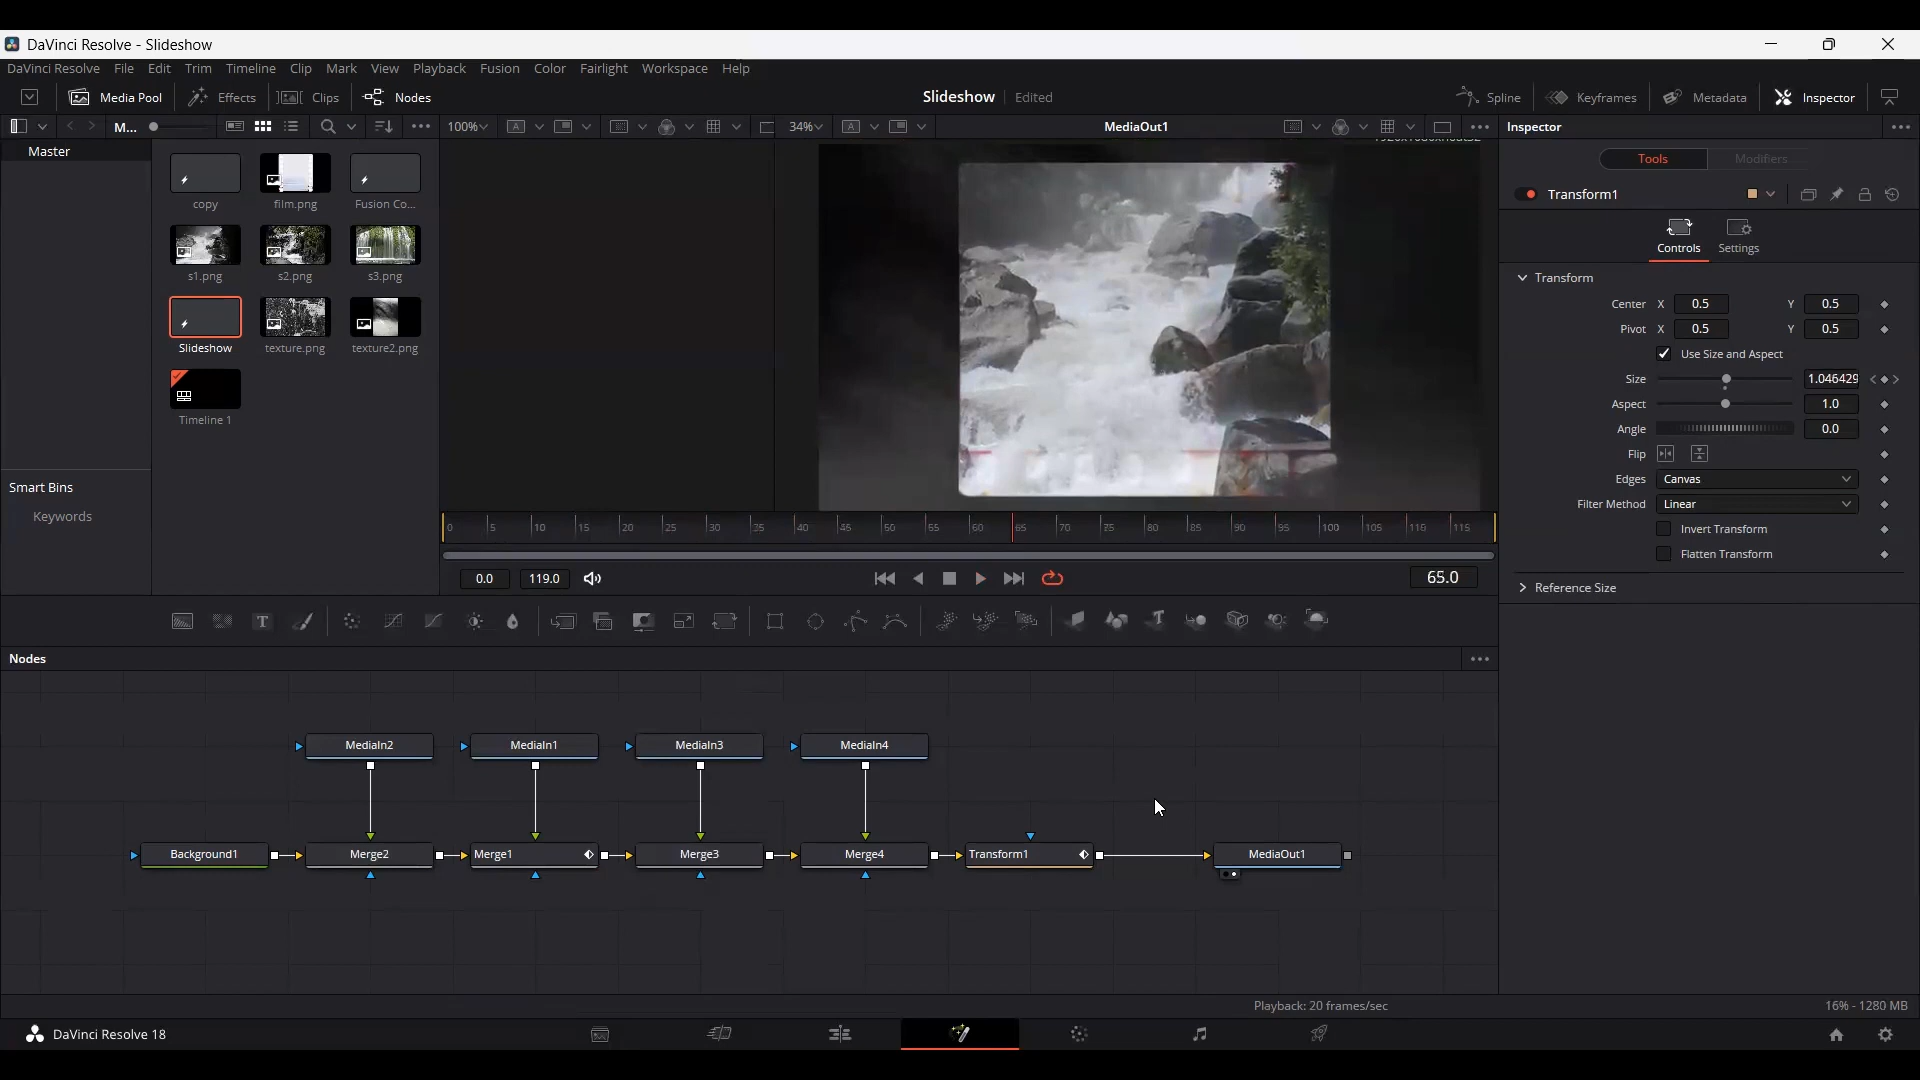 DaVinci Resolve - Slideshow
DaVinci Resolve File Edit Trim Timeline Clip Mark View Playback Fusion Color Fairlight Workspace Help
Media Pool Effects Clips Nodes Slideshow Edited Spline Keyframes Metadata Inspector
M... 100% 34% MediaOut1 Inspector
Master
copy film.png Fusion Co...
s1.png s2.png s3.png
Slideshow texture.png texture2.png
Timeline 1
Smart Bins
Keywords
0 5 10 15 20 25 30 35 40 45 50 55 60 65 70 75 80 85 90 95 100 105 110 115
0.0 119.0 65.0
Tools Modifiers
Transform1
Controls Settings
Transform
Center X 0.5 Y 0.5
Pivot X 0.5 Y 0.5
Use Size and Aspect
Size 1.046429
Aspect 1.0
Angle 0.0
Flip
Edges Canvas
Filter Method Linear
Invert Transform
Flatten Transform
Reference Size
T T
Nodes
MediaIn2 MediaIn1 MediaIn3 MediaIn4
Background1 Merge2 Merge1 Merge3 Merge4 Transform1 MediaOut1
Playback: 20 frames/sec 16% - 1280 MB
DaVinci Resolve 18